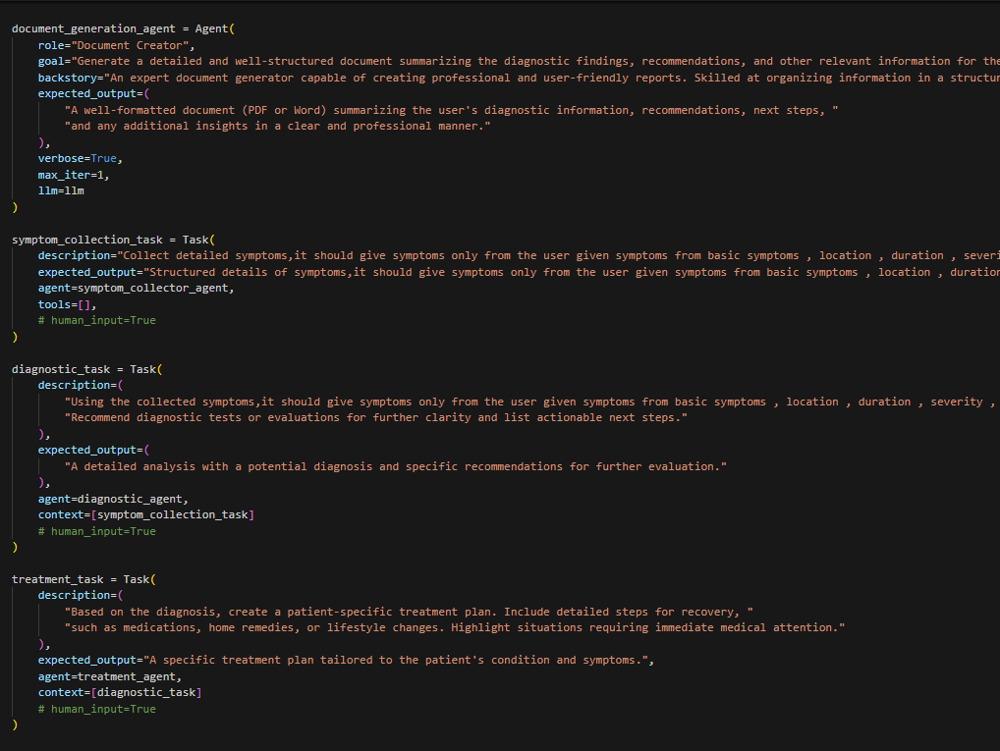 document_generation_agent = Agent(
    role="Document Creator",
    goal="Generate a detailed and well-structured document summarizing the diagnostic findings, recommendations, and other relevant information for the
    backstory="An expert document generator capable of creating professional and user-friendly reports. Skilled at organizing information in a structur
    expected_output=(
        "A well-formatted document (PDF or Word) summarizing the user's diagnostic information, recommendations, next steps, "
        "and any additional insights in a clear and professional manner."
    ),
    verbose=True,
    max_iter=1,
    llm=llm
)
symptom_collection_task = Task(
    description="Collect detailed symptoms,it should give symptoms only from the user given symptoms from basic symptoms , location , duration , severi
    expected_output="Structured details of symptoms,it should give symptoms only from the user given symptoms from basic symptoms , location , duration
    agent=symptom_collector_agent,
    tools=[],
    # human_input=True
)
diagnostic_task = Task(
    description=(
        "Using the collected symptoms,it should give symptoms only from the user given symptoms from basic symptoms , location , duration , severity ,
        "Recommend diagnostic tests or evaluations for further clarity and list actionable next steps."
    ),
    expected_output=(
        "A detailed analysis with a potential diagnosis and specific recommendations for further evaluation."
    ),
    agent=diagnostic_agent,
    context=[symptom_collection_task]
    # human_input=True
)
treatment_task = Task(
    description=(
        "Based on the diagnosis, create a patient-specific treatment plan. Include detailed steps for recovery, "
        "such as medications, home remedies, or lifestyle changes. Highlight situations requiring immediate medical attention."
    ),
    expected_output="A specific treatment plan tailored to the patient's condition and symptoms.",
    agent=treatment_agent,
    context=[diagnostic_task]
    # human_input=True
)